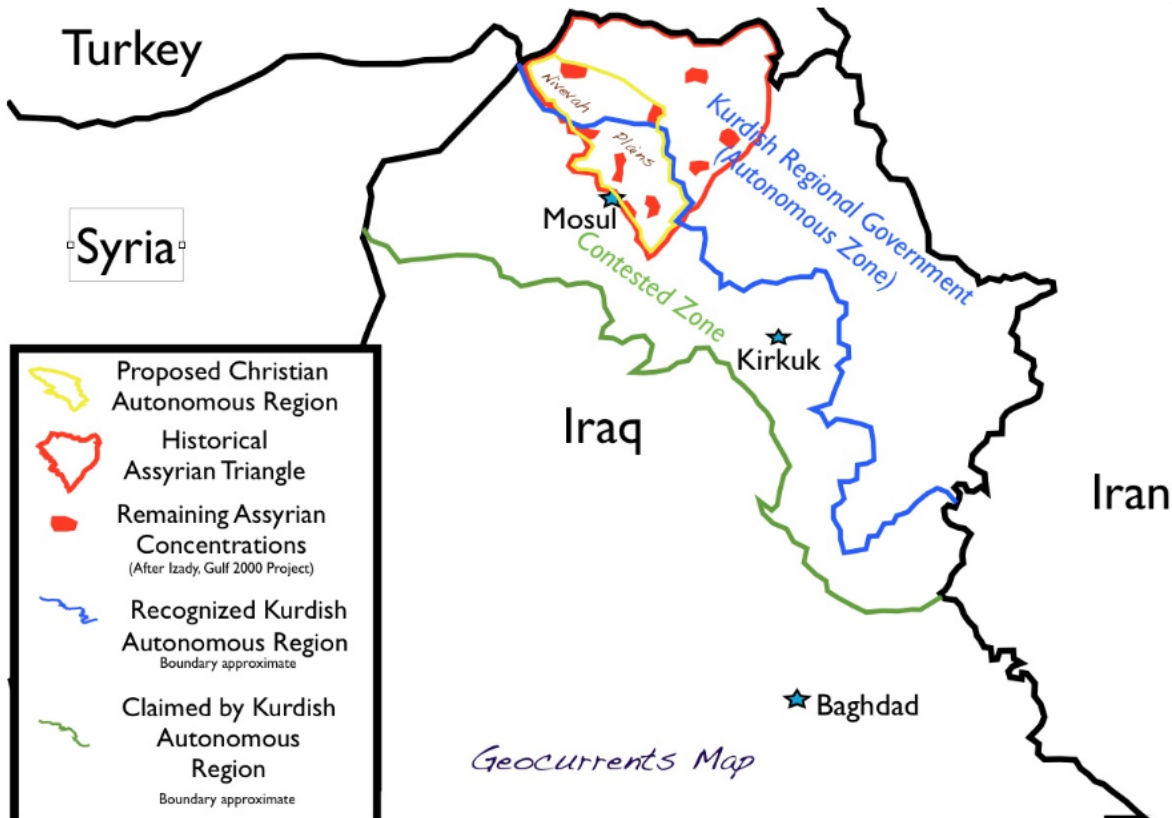 Turkey
Syria
Nivevah
Plains
Mosul
Kurdish Regional Government
(Autonomous Zone)
Contested Zone
Kirkuk
Iraq
Iran
Baghdad
Proposed Christian
Autonomous Region
Historical
Assyrian Triangle
Remaining Assyrian
Concentrations
(After Izady, Gulf 2000 Project)
Recognized Kurdish
Autonomous Region
Boundary approximate
Claimed by Kurdish
Autonomous
Region
Boundary approximate
Geocurrents Map